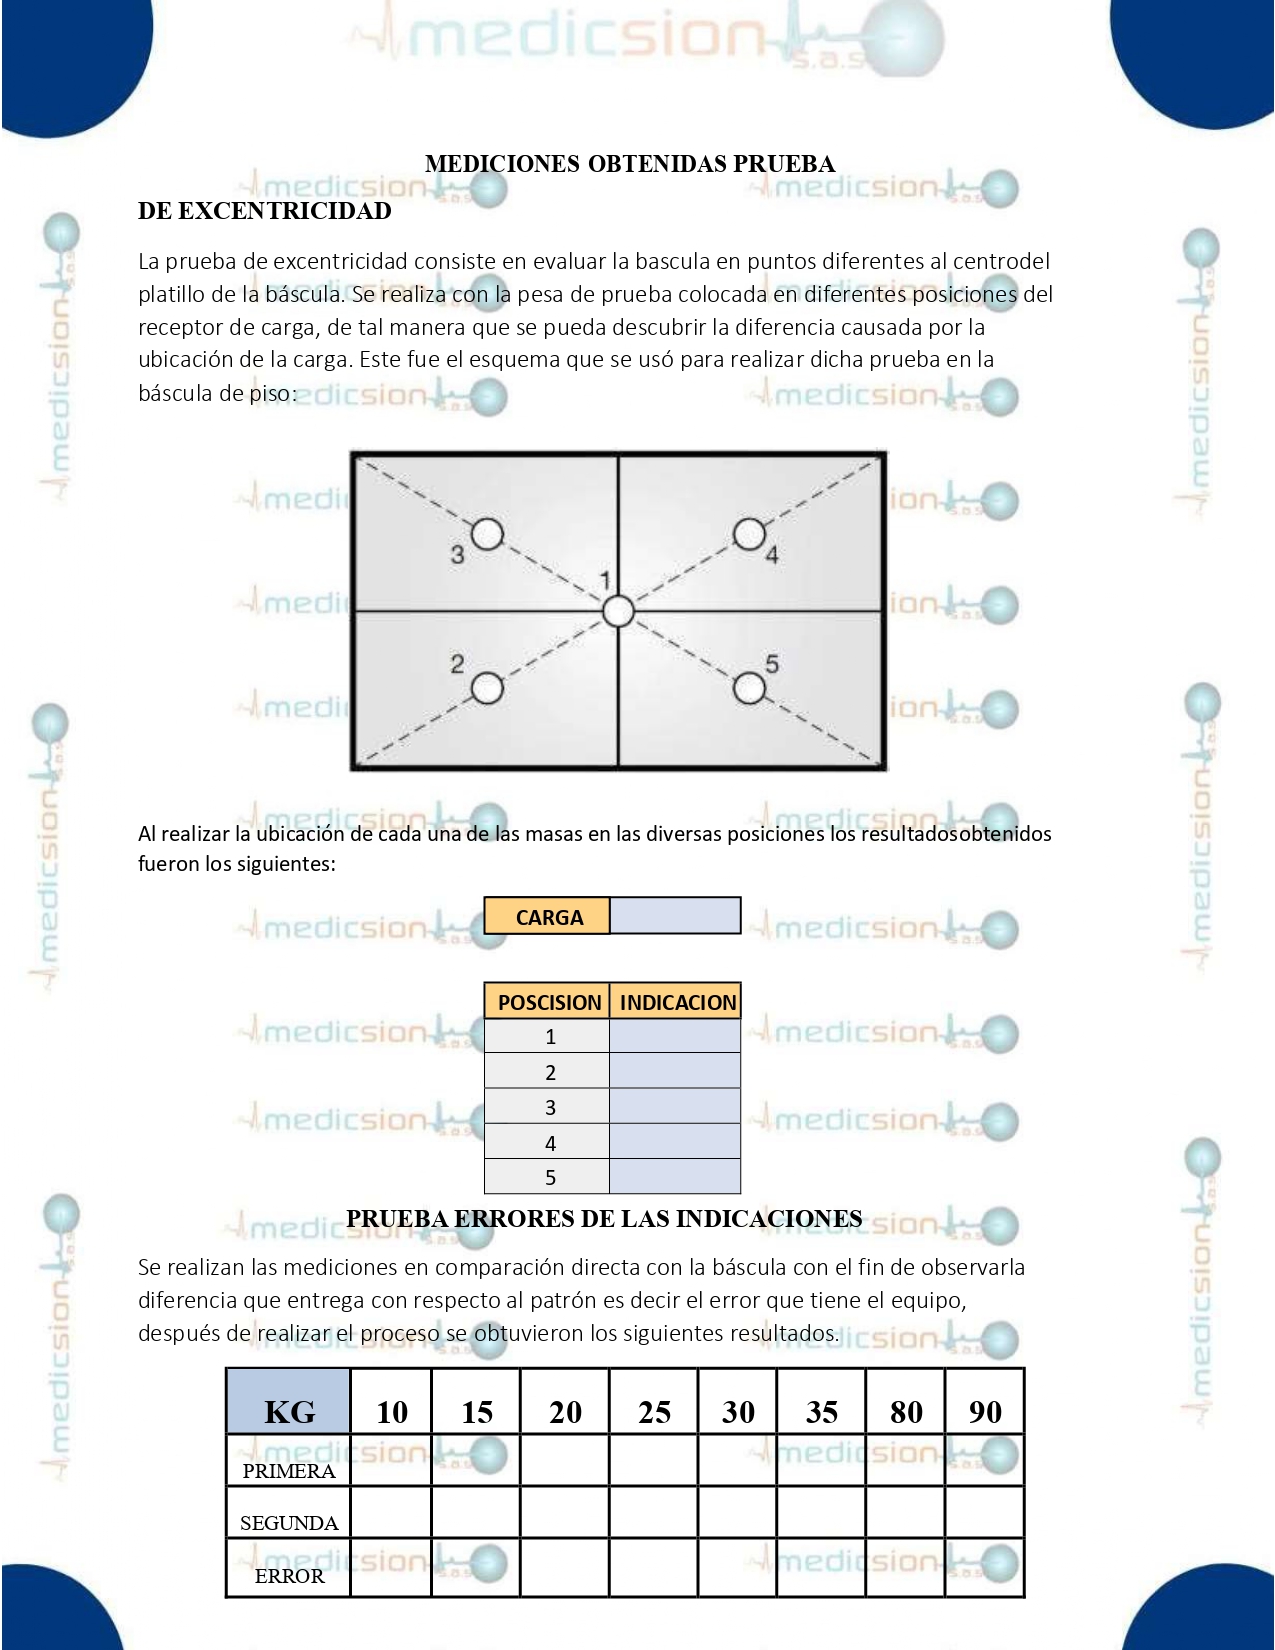 medicsion s.a.s
MEDICIONES OBTENIDAS PRUEBA
DE EXCENTRICIDAD
La prueba de excentricidad consiste en evaluar la bascula en puntos diferentes al centrodel
platillo de la báscula. Se realiza con la pesa de prueba colocada en diferentes posiciones del
receptor de carga, de tal manera que se pueda descubrir la diferencia causada por la
ubicación de la carga. Este fue el esquema que se usó para realizar dicha prueba en la
báscula de piso:
3 4
1
2 5
Al realizar la ubicación de cada una de las masas en las diversas posiciones los resultadosobtenidos
fueron los siguientes:
CARGA
POSCISION INDICACION
1
2
3
4
5
PRUEBA ERRORES DE LAS INDICACIONES
Se realizan las mediciones en comparación directa con la báscula con el fin de observarla
diferencia que entrega con respecto al patrón es decir el error que tiene el equipo,
después de realizar el proceso se obtuvieron los siguientes resultados.
KG 10 15 20 25 30 35 80 90
PRIMERA
SEGUNDA
ERROR